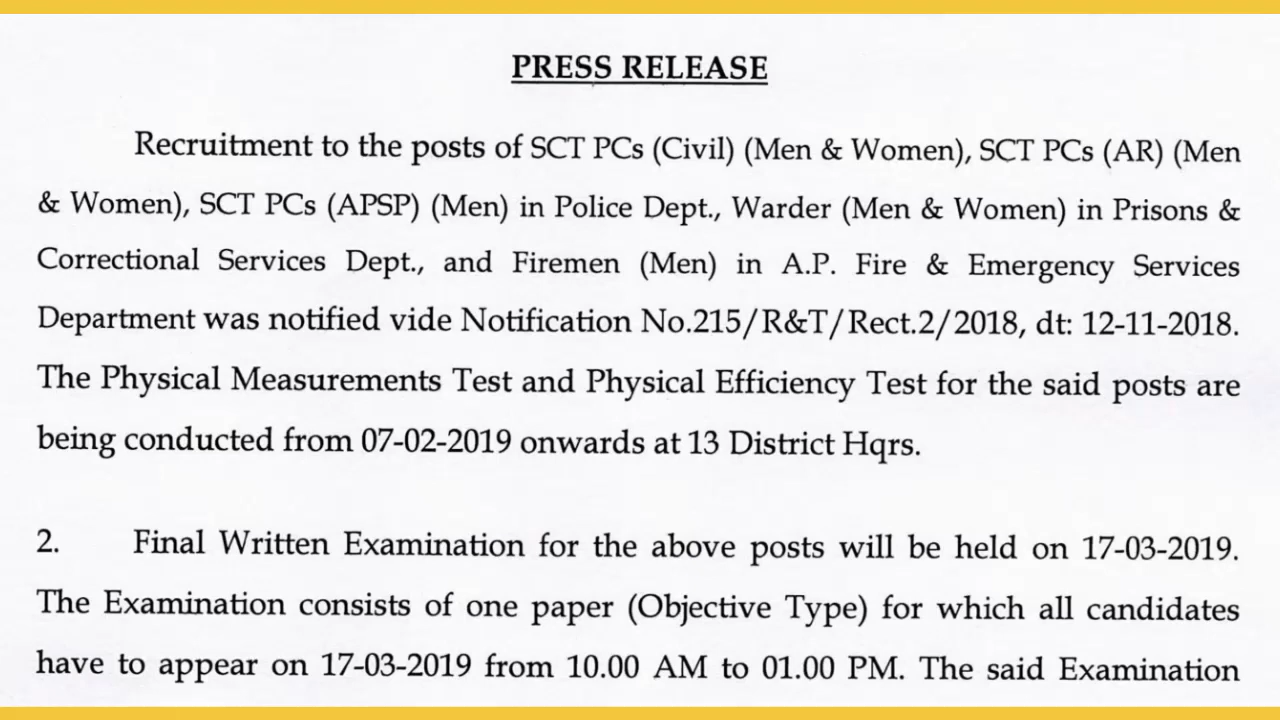 PRESS RELEASE
Recruitment to the posts of SCT PCs (Civil) (Men & Women), SCT PCs (AR) (Men
& Women), SCT PCs (APSP) (Men) in Police Dept., Warder (Men & Women) in Prisons &
Correctional Services Dept., and Firemen (Men) in A.P. Fire & Emergency Services
Department was notified vide Notification No.215/R&T/Rect.2/2018, dt: 12-11-2018.
The Physical Measurements Test and Physical Efficiency Test for the said posts are
being conducted from 07-02-2019 onwards at 13 District Hqrs.
2. Final Written Examination for the above posts will be held on 17-03-2019.
The Examination consists of one paper (Objective Type) for which all candidates
have to appear on 17-03-2019 from 10.00 AM to 01.00 PM. The said Examination